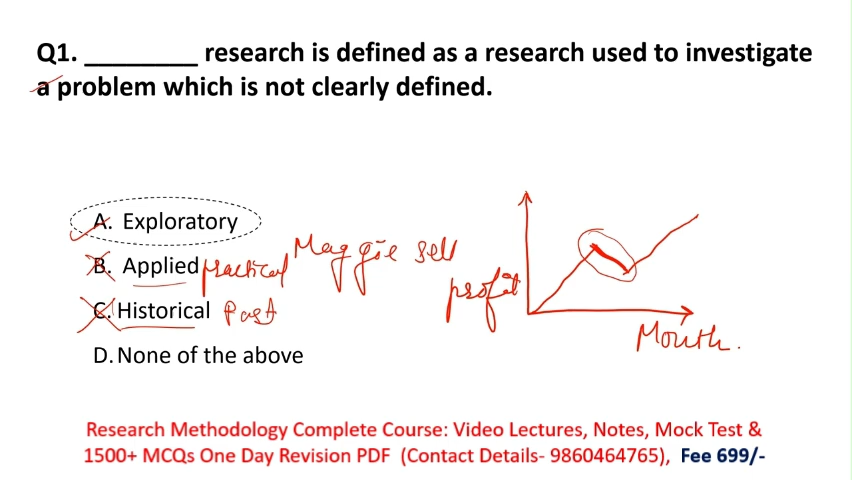 Q1. ________ research is defined as a research used to investigate
a problem which is not clearly defined.
A. Exploratory
B. Applied practical
Maggie sell
C. Historical Past
profit
D. None of the above
Month.
Research Methodology Complete Course: Video Lectures, Notes, Mock Test &
1500+ MCQs One Day Revision PDF (Contact Details- 9860464765), Fee 699/-